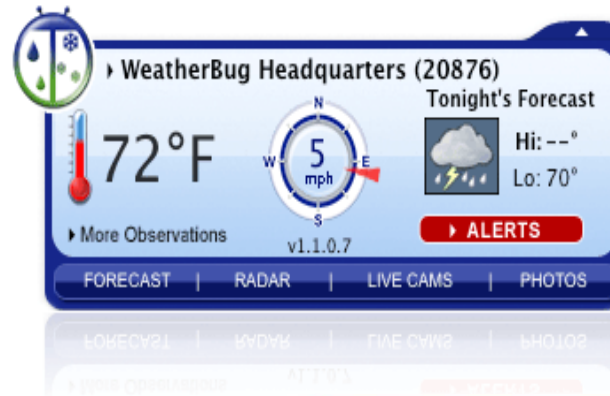 WeatherBug Headquarters (20876)
Tonight's Forecast
72°F
N
W
5
mph
E
S
Hi: --°
Lo: 70°
More Observations
v1.1.0.7
ALERTS
FORECAST | RADAR | LIVE CAMS | PHOTOS